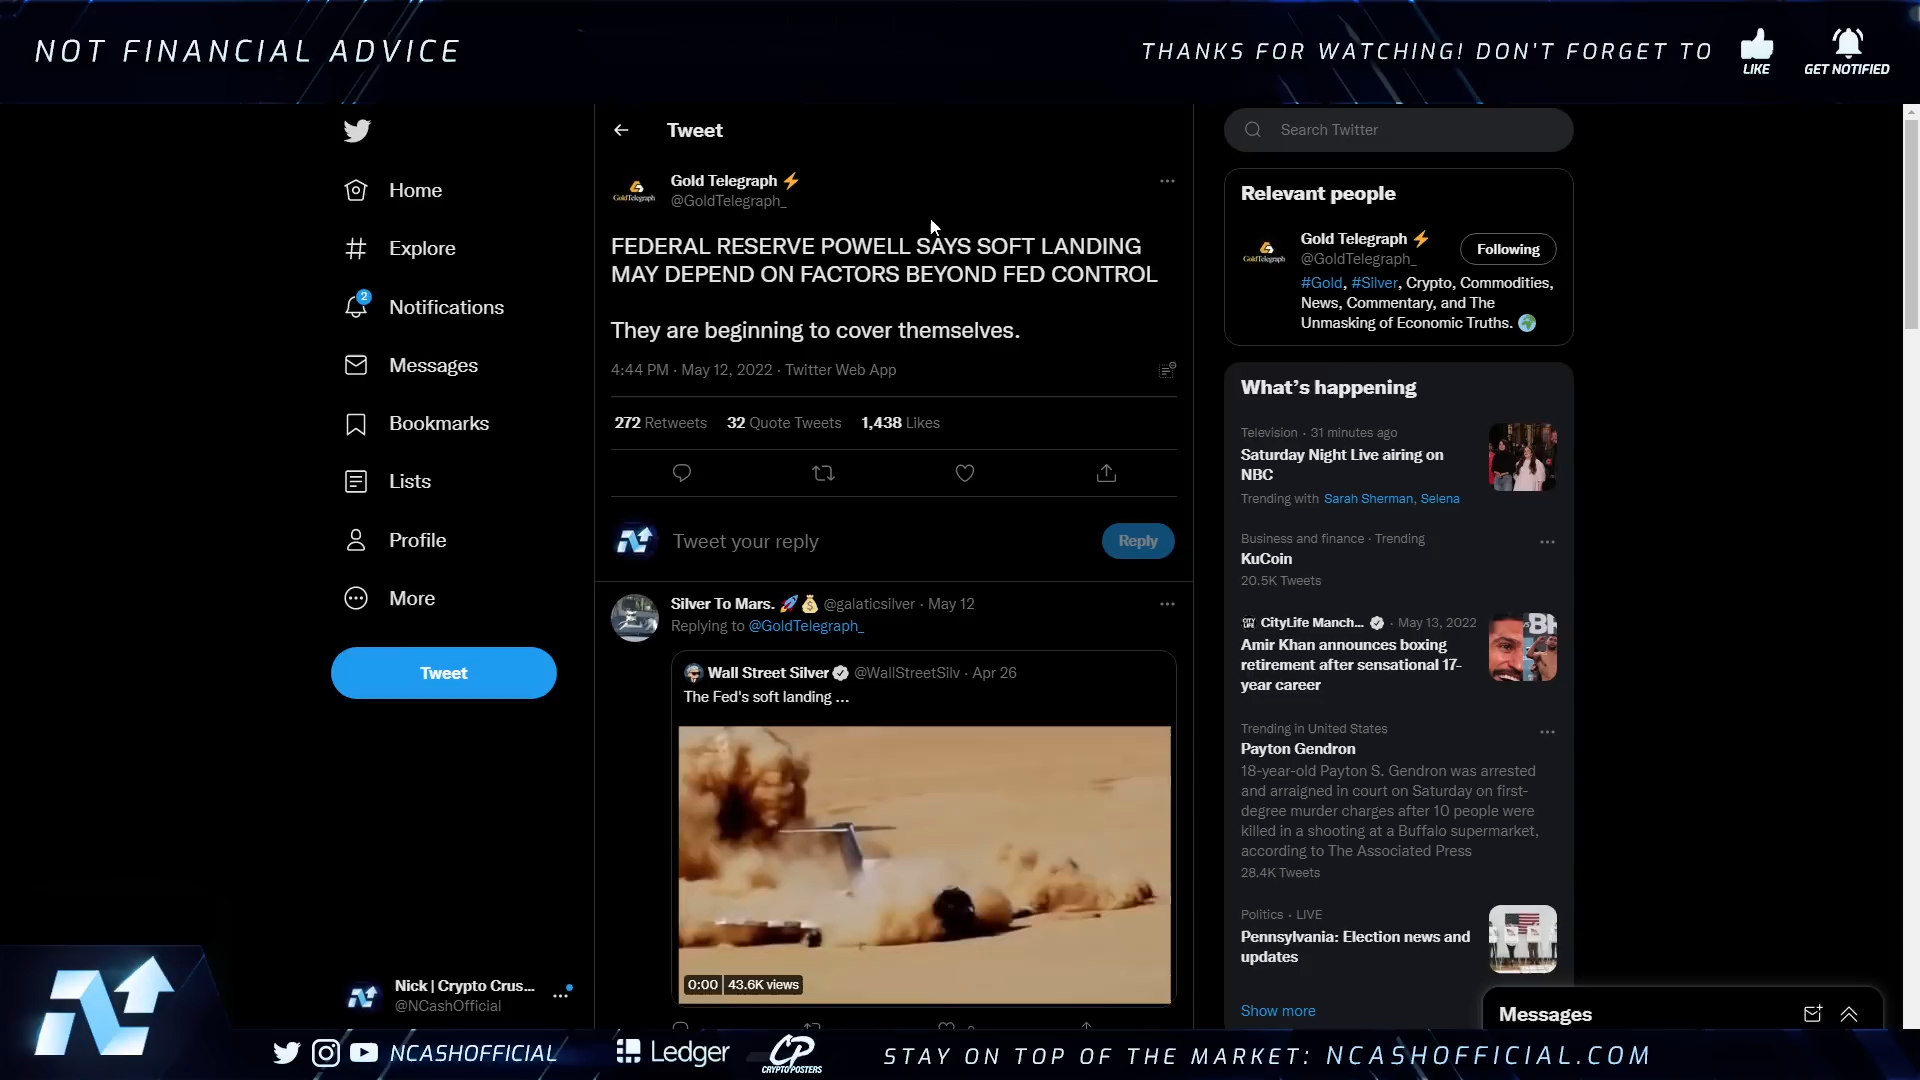 NOT FINANCIAL ADVICE
THANKS FOR WATCHING! DON'T FORGET TO
LIKE
GET NOTIFIED
Home
Explore
2
Notifications
Messages
Bookmarks
Lists
Profile
More
Tweet
Nick | Crypto Crus...
@NCashOfficial
Tweet
Gold Telegraph ⚡
@GoldTelegraph_
GoldTelegraph
FEDERAL RESERVE POWELL SAYS SOFT LANDING
MAY DEPEND ON FACTORS BEYOND FED CONTROL
They are beginning to cover themselves.
4:44 PM · May 12, 2022 · Twitter Web App
272 Retweets 32 Quote Tweets 1,438 Likes
Tweet your reply
Reply
Silver To Mars. 🚀💰 @galaticsilver · May 12
Replying to @GoldTelegraph_
Wall Street Silver @WallStreetSilv · Apr 26
The Fed's soft landing ...
0:00 43.6K views
Search Twitter
Relevant people
Gold Telegraph ⚡
@GoldTelegraph_
Following
GoldTelegraph
#Gold, #Silver, Crypto, Commodities,
News, Commentary, and The
Unmasking of Economic Truths. 🌍
What's happening
Television · 31 minutes ago
Saturday Night Live airing on
NBC
Trending with Sarah Sherman, Selena
Business and finance · Trending
KuCoin
20.5K Tweets
CityLife Manch... · May 13, 2022
Amir Khan announces boxing
retirement after sensational 17-
year career
Trending in United States
Payton Gendron
18-year-old Payton S. Gendron was arrested
and arraigned in court on Saturday on first-
degree murder charges after 10 people were
killed in a shooting at a Buffalo supermarket,
according to The Associated Press
28.4K Tweets
Politics · LIVE
Pennsylvania: Election news and
updates
Show more
Messages
NCASHOFFICIAL
Ledger
CP
CRYPTOPOSTERS
STAY ON TOP OF THE MARKET: NCASHOFFICIAL.COM